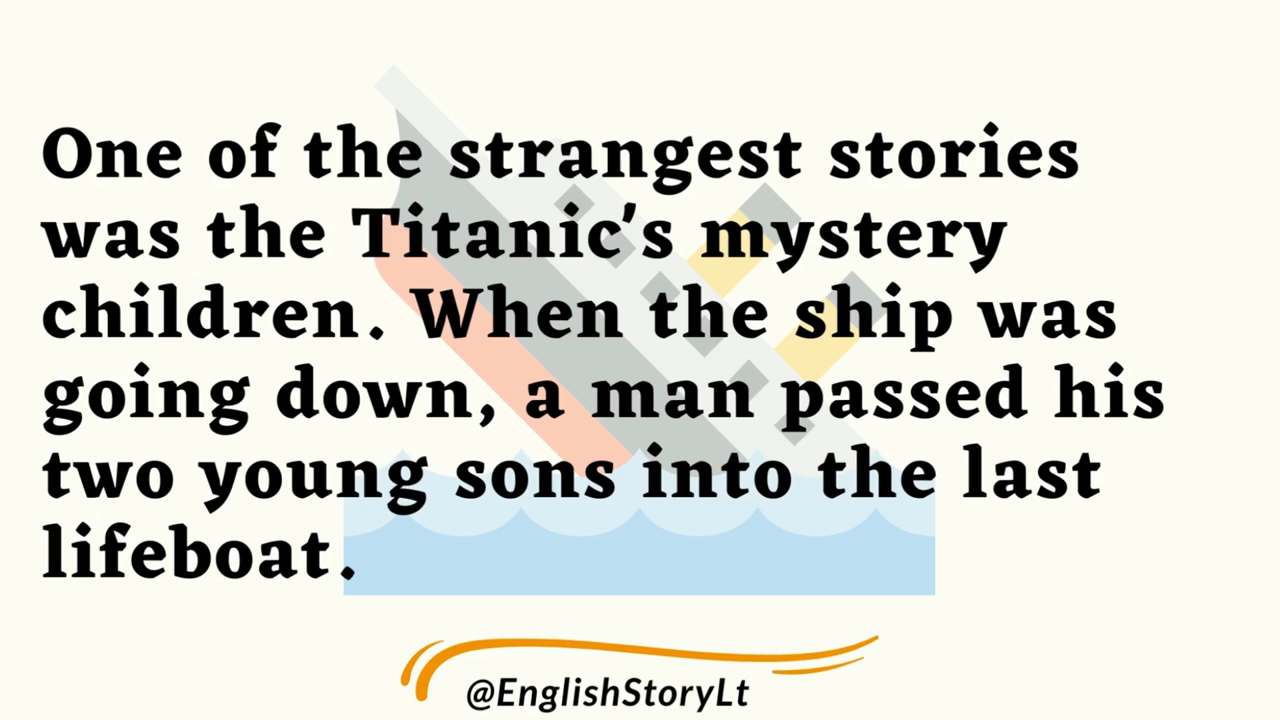 One of the strangest stories
was the Titanic's mystery
children. When the ship was
going down, a man passed his
two young sons into the last
lifeboat.
@EnglishStoryLt